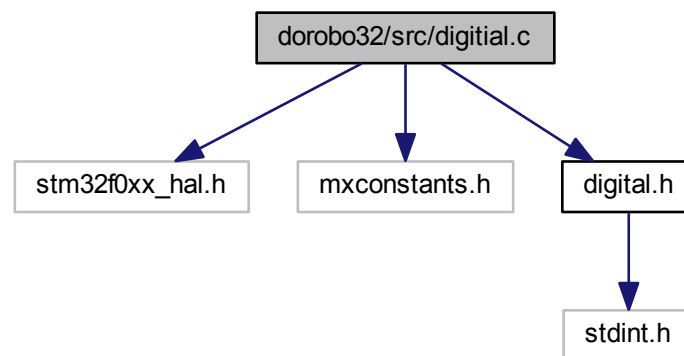 dorobo32/src/digitial.c
stm32f0xx_hal.h
mxconstants.h
digital.h
stdint.h